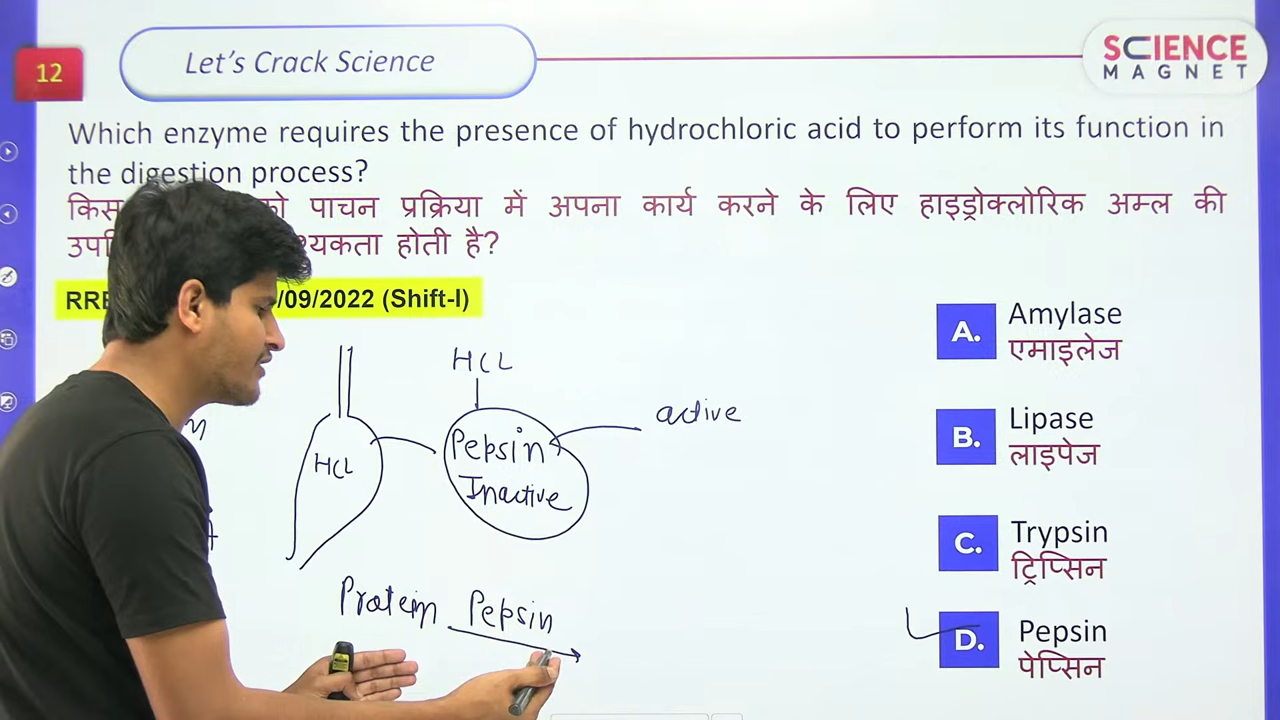 12
Let's Crack Science
SCIENCE
MAGNET
Which enzyme requires the presence of hydrochloric acid to perform its function in
the digestion process?
किस को पाचन प्रक्रिया में अपना कार्य करने के लिए हाइड्रोक्लोरिक अम्ल की
होती है?
/09/2022 (Shift-I)
A. Amylase
एमाइलेज
B. Lipase
लाइपेज
C. Trypsin
ट्रिप्सिन
D. Pepsin
पेप्सिन
HCL
HCL
Pepsin
Inactive
active
Protein Pepsin